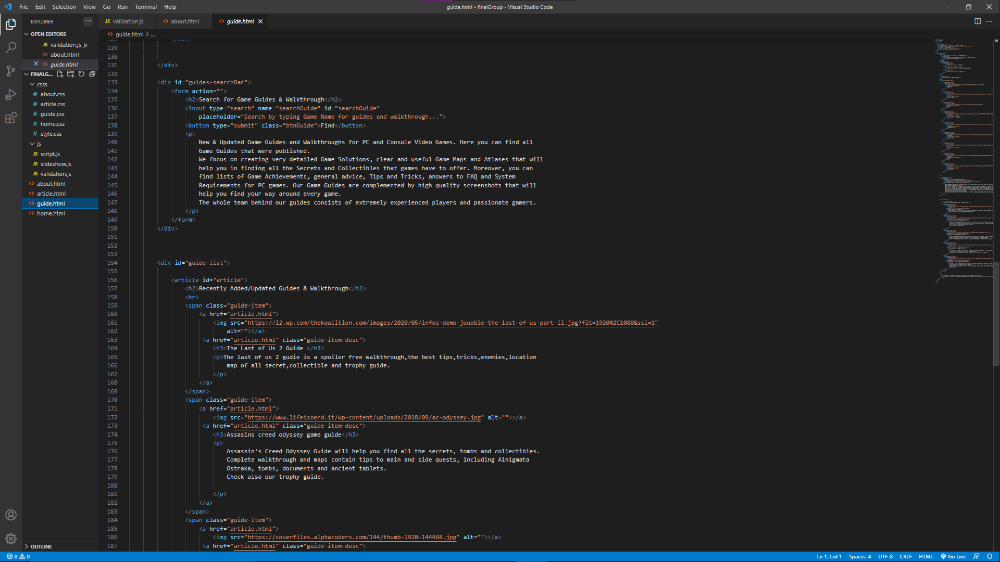 File Edit Selection View Go Run Terminal Help
guide.html - finalGroup - Visual Studio Code
EXPLORER
OPEN EDITORS
JS validation.js js
<> about.html
<> guide.html
FINALG...
csss
# about.css
# article.css
# guide.css
# home.css
# style.css
js
JS script.js
JS slideshow.js
JS validation.js
<> about.html
<> article.html
<> guide.html
<> home.html
OUTLINE
JS validation.js <> about.html <> guide.html
<> guide.html > ...
128 </div>
129
130
131 </div>
132
133 <div id="guides-searchBar">
134 <form action="">
135 <h2>Search for Game Guides & Walkthrough</h2>
136 <input type="search" name="searchGuide" id="searchGuide"
137 placeholder="Search by typing Game Name for guides and walkthrough...">
138 <button type="submit" class="btnGuide">Find</button>
139 <p>
140 New & Updated Game Guides and Walkthroughs for PC and Console Video Games. Here you can find all
141 Game Guides that were published.
142 We focus on creating very detailed Game Solutions, clear and useful Game Maps and Atlases that will
143 help you in finding all the Secrets and Collectibles that games have to offer. Moreover, you can
144 find lists of Game Achievements, general advice, Tips and Tricks, answers to FAQ and System
145 Requirements for PC games. Our Game Guides are complemented by high quality screenshots that will
146 help you find your way around every game.
147 The whole team behind our guides consists of extremely experienced players and passionate gamers.
148 </p>
149 </form>
150 </div>
151
152
153
154 <div id="guide-list">
155
156 <article id="article">
157 <h2>Recently Added/Updated Guides & Walkthrough</h2>
158 <hr>
159 <span class="guide-item">
160 <a href="article.html">
161 <img src="https://i2.wp.com/thekoalition.com/images/2020/05/infos-demo-jouable-the-last-of-us-part-ii.jpg?fit=1920%2C1080&ssl=1"
162 alt=""></a>
163 <a href="article.html" class="guide-item-desc">
164 <h3>The Last of Us 2 Guide </h3>
165 <p>The last of us 2 gudie is a spoiler free walkthrough,the best tips,tricks,enemies,location
166 map of all secret,collectible and trophy guide.
167 </p>
168 </a>
169 </span>
170 <span class="guide-item">
171 <a href="article.html">
172 <img src="https://www.lifeisnerd.it/wp-content/uploads/2018/09/ac-odyssey.jpg" alt=""></a>
173 <a href="article.html" class="guide-item-desc">
174 <h3>Assasins creed odyssey game guide</h3>
175 <p>
176 Assassin's Creed Odyssey Guide will help you find all the secrets, tombs and collectibles.
177 Complete walkthrough and maps contain tips to main and side quests, including Ainigmata
178 Ostraka, tombs, documents and ancient tablets.
179 Check also our trophy guide.
180
181 </p>
182 </a>
183 </span>
184 <span class="guide-item">
185 <a href="article.html">
186 <img src="https://coverfiles.alphacoders.com/144/thumb-1920-144468.jpg" alt=""></a>
187 <a href="article.html" class="guide-item-desc">
0 0 Ln 1, Col 1 Spaces: 4 UTF-8 CRLF HTML Go Live